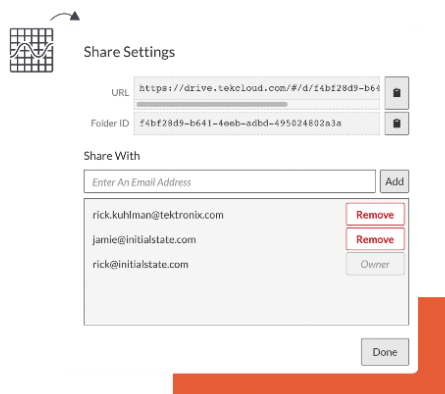 Share Settings
URL https://drive.tekcloud.com/#/d/f4bf28d9-b64
Folder ID f4bf28d9-b641-4eeb-adbd-495024802a3a
Share With
Enter An Email Address Add
rick.kuhlman@tektronix.com Remove
jamie@initialstate.com Remove
rick@initialstate.com Owner
Done